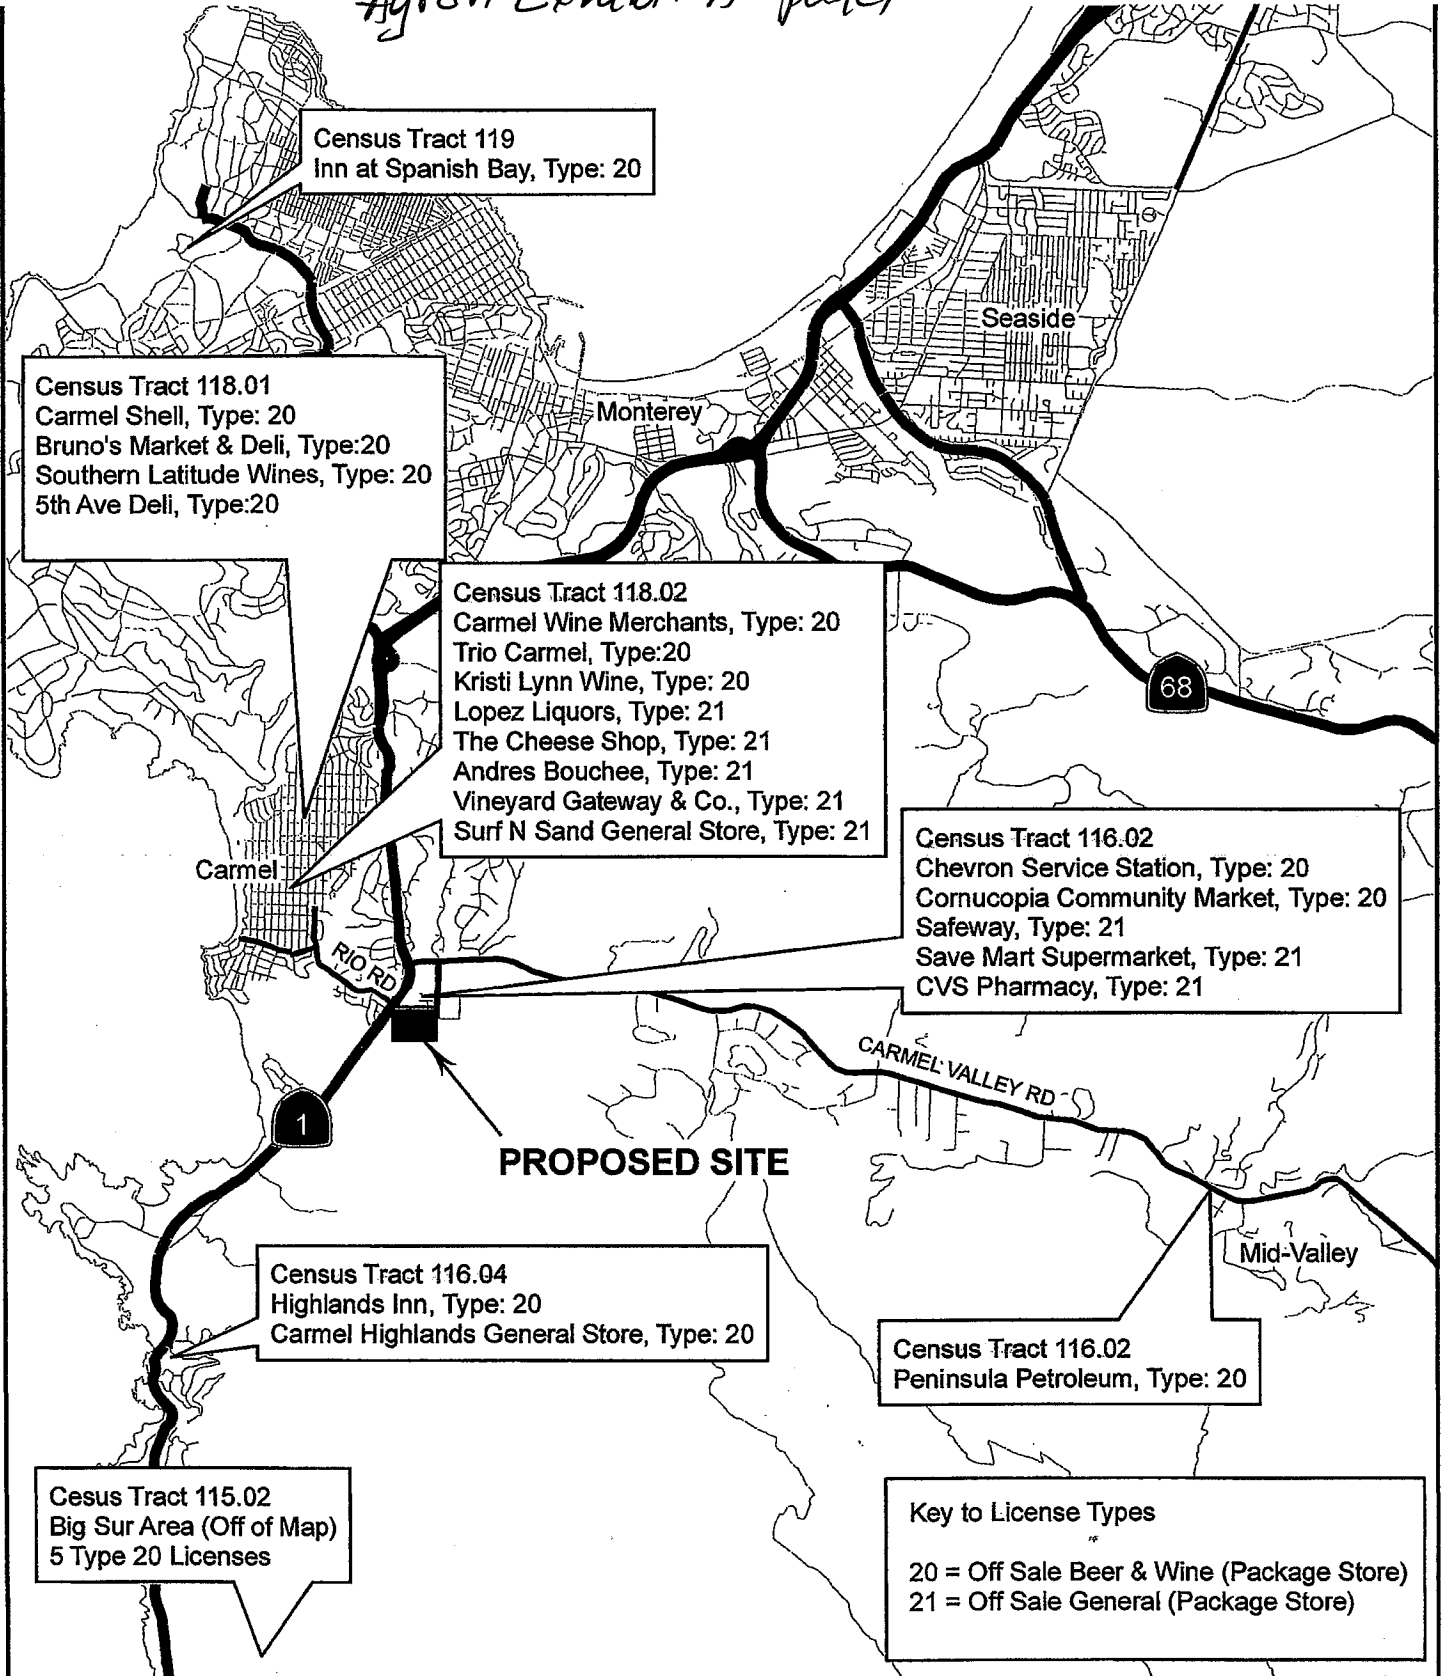 Exhibit B
Census Tract 119
Inn at Spanish Bay, Type: 20
Seaside
Census Tract 118.01
Carmel Shell, Type: 20
Bruno's Market & Deli, Type:20
Southern Latitude Wines, Type: 20
5th Ave Deli, Type:20
Monterey
Census Tract 118.02
Carmel Wine Merchants, Type: 20
Trio Carmel, Type:20
Kristi Lynn Wine, Type: 20
Lopez Liquors, Type: 21
The Cheese Shop, Type: 21
Andres Bouchee, Type: 21
Vineyard Gateway & Co., Type: 21
Surf N Sand General Store, Type: 21
68
Carmel
Census Tract 116.02
Chevron Service Station, Type: 20
Cornucopia Community Market, Type: 20
Safeway, Type: 21
Save Mart Supermarket, Type: 21
CVS Pharmacy, Type: 21
RIO RD
CARMEL VALLEY RD
1
PROPOSED SITE
Mid-Valley
Census Tract 116.04
Highlands Inn, Type: 20
Carmel Highlands General Store, Type: 20
Census Tract 116.02
Peninsula Petroleum, Type: 20
Cesus Tract 115.02
Big Sur Area (Off of Map)
5 Type 20 Licenses
Key to License Types
20 = Off Sale Beer & Wine (Package Store)
21 = Off Sale General (Package Store)